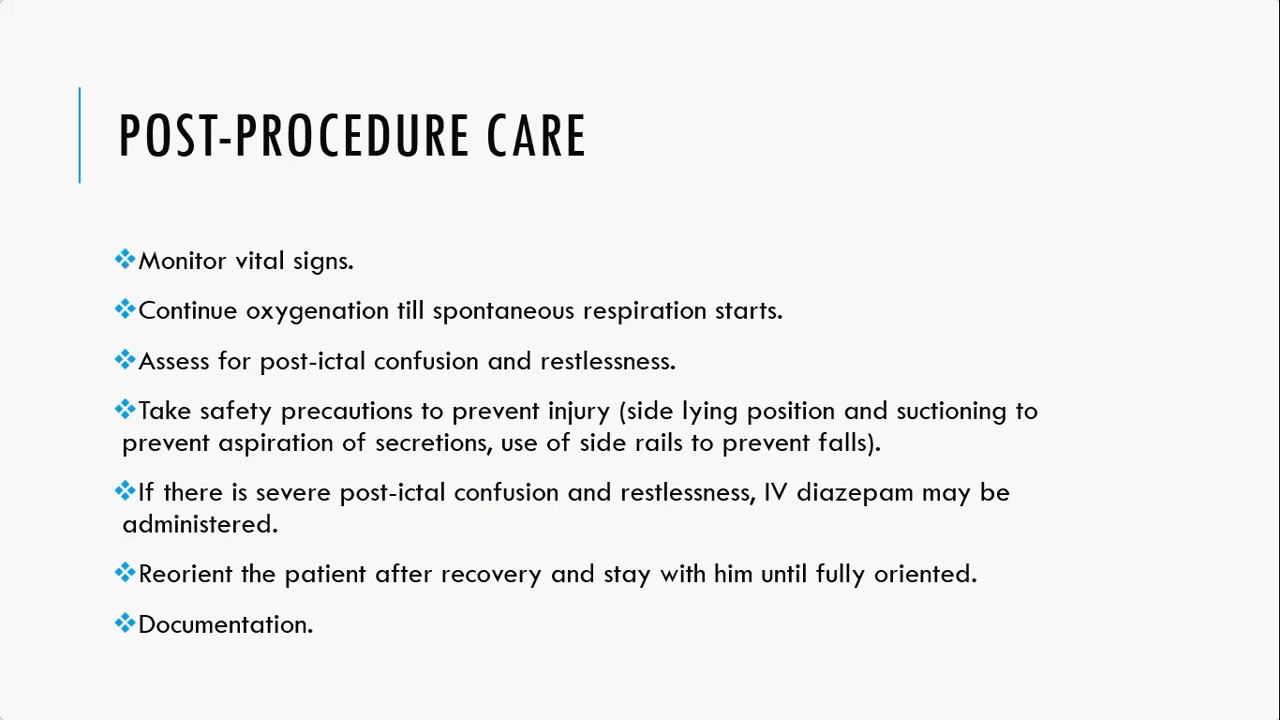 POST-PROCEDURE CARE
❖Monitor vital signs.
❖Continue oxygenation till spontaneous respiration starts.
❖Assess for post-ictal confusion and restlessness.
❖Take safety precautions to prevent injury (side lying position and suctioning to
prevent aspiration of secretions, use of side rails to prevent falls).
❖If there is severe post-ictal confusion and restlessness, IV diazepam may be
administered.
❖Reorient the patient after recovery and stay with him until fully oriented.
❖Documentation.